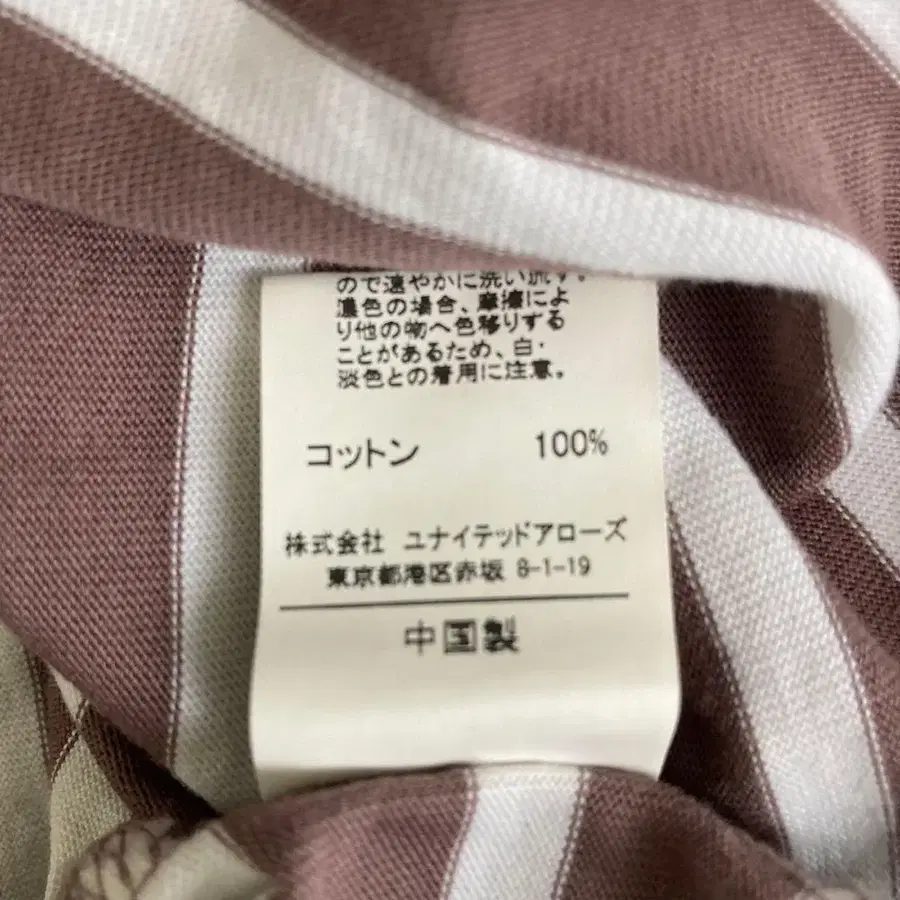 ので速やかに洗い流す。
濃色の場合、摩擦によ
り他の物へ色移りする
ことがあるため、白・
淡色との着用に注意。
コットン 100%
株式会社 ユナイテッドアローズ
東京都港区赤坂 8-1-19
中国製